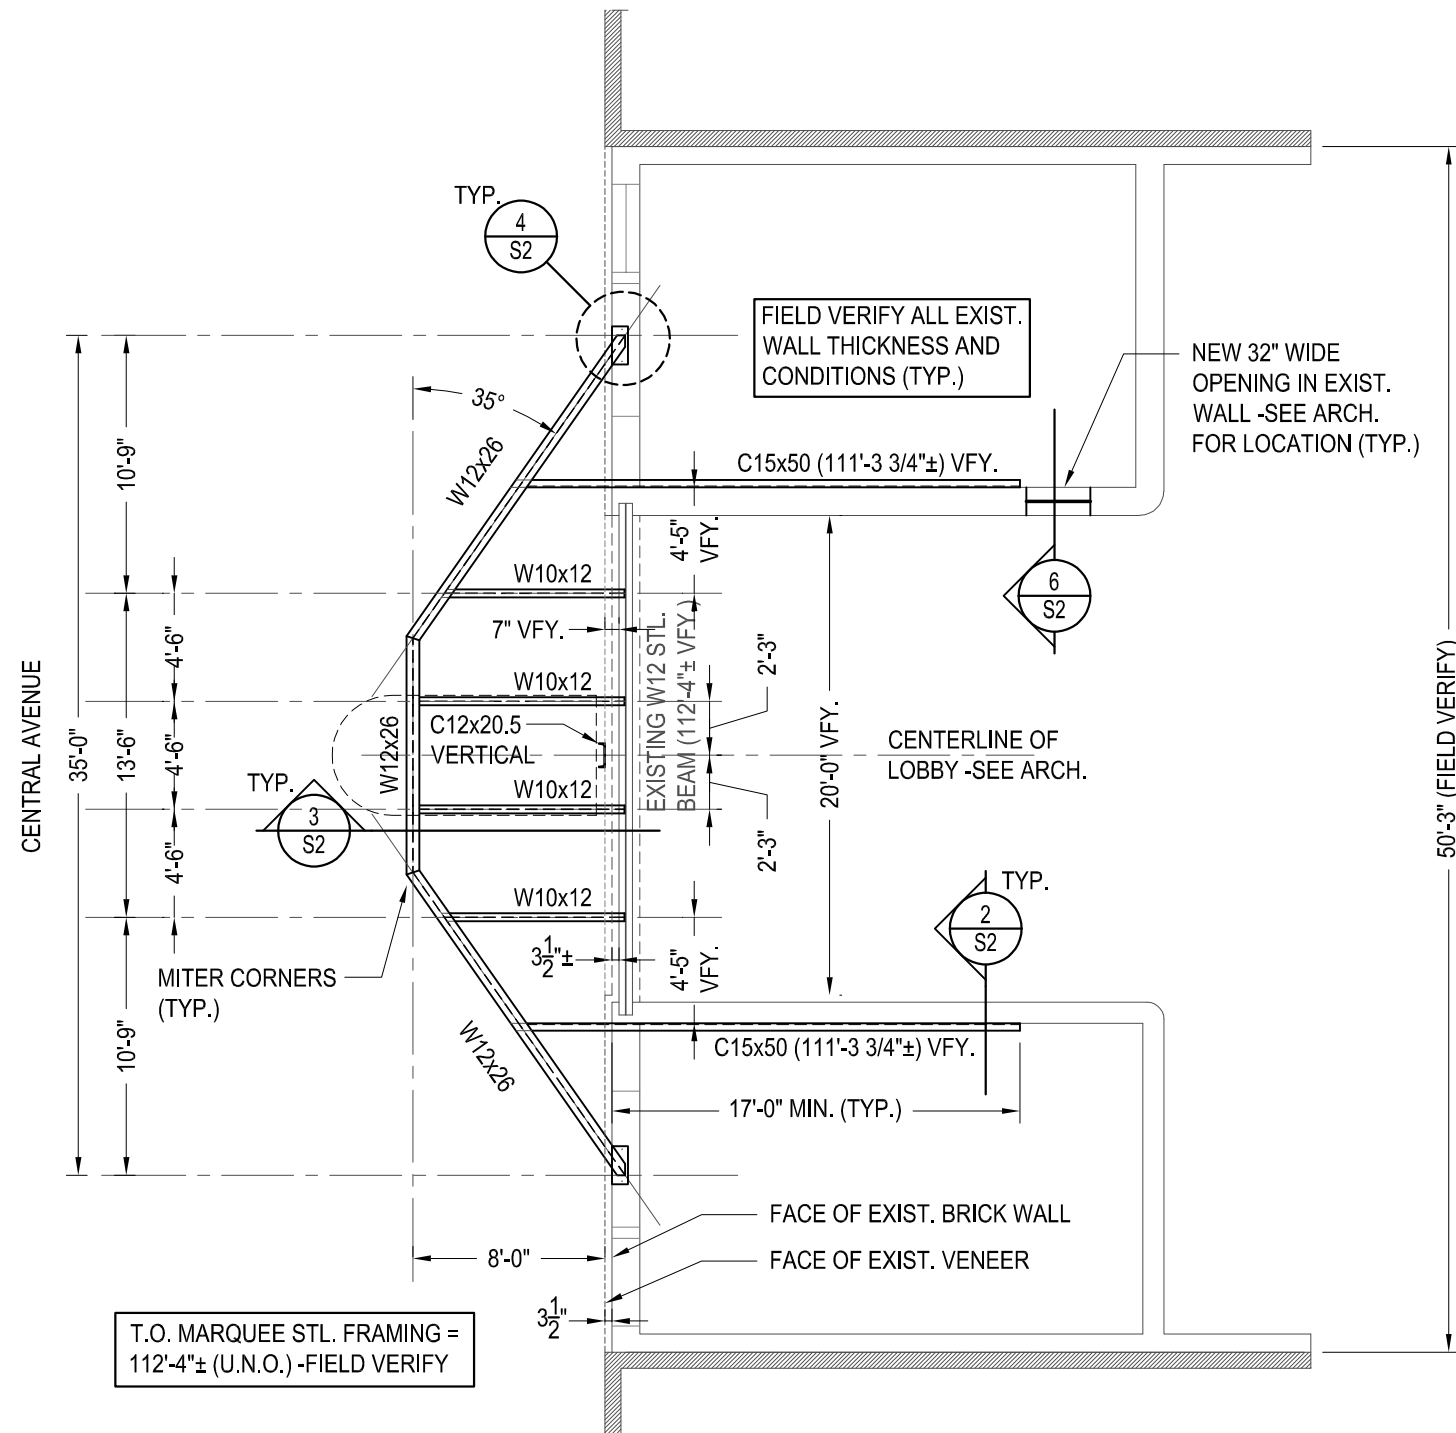 TYP.
4
S2
FIELD VERIFY ALL EXIST.
WALL THICKNESS AND
CONDITIONS (TYP.)
NEW 32" WIDE
OPENING IN EXIST.
WALL -SEE ARCH.
FOR LOCATION (TYP.)
35°
W12x26
C15x50 (111'-3 3/4"±) VFY.
10'-9"
4'-5"
VFY.
W10x12
6
S2
7" VFY.
EXISTING W12 STL.
BEAM (112'-4"± VFY.)
2'-3"
4'-6"
W10x12
CENTRAL AVENUE
35'-0"
13'-6"
4'-6"
W12x26
C12x20.5
VERTICAL
20'-0" VFY.
CENTERLINE OF
LOBBY -SEE ARCH.
50'-3" (FIELD VERIFY)
TYP.
3
S2
W10x12
2'-3"
4'-6"
W10x12
TYP.
2
S2
3 1/2"±
4'-5"
VFY.
MITER CORNERS
(TYP.)
10'-9"
W12x26
C15x50 (111'-3 3/4"±) VFY.
17'-0" MIN. (TYP.)
FACE OF EXIST. BRICK WALL
8'-0"
FACE OF EXIST. VENEER
3 1/2"
T.O. MARQUEE STL. FRAMING =
112'-4"± (U.N.O.) -FIELD VERIFY